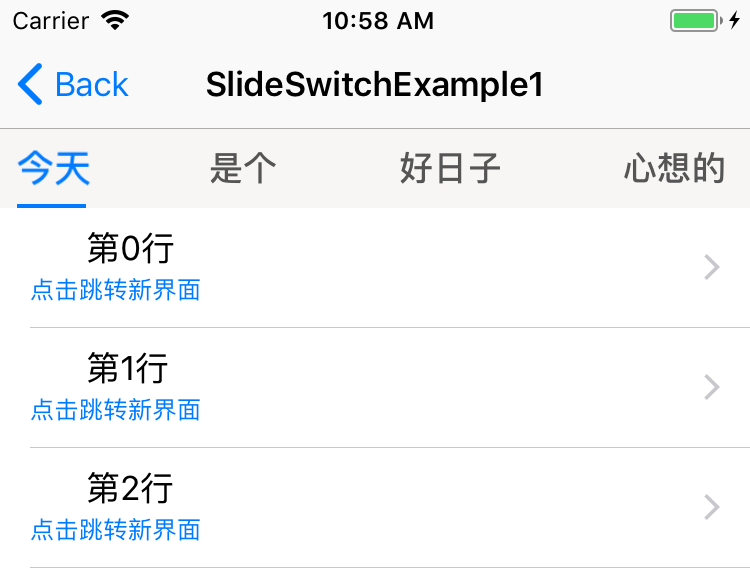 Carrier 10:58 AM
Back SlideSwitchExample1
今天 是个 好日子 心想的
第0行
点击跳转新界面
第1行
点击跳转新界面
第2行
点击跳转新界面